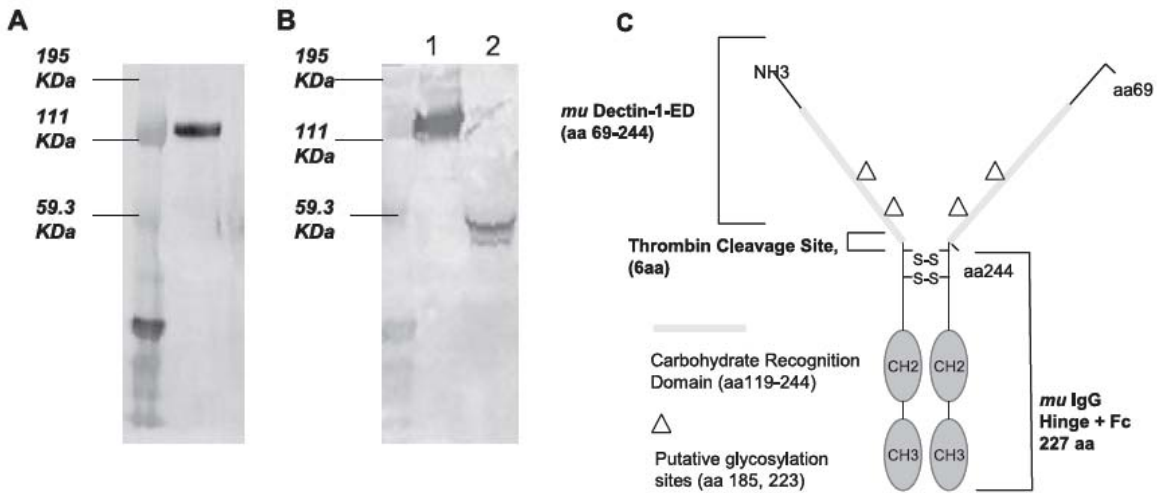 A
195
KDa
111
KDa
59.3
KDa
B
1 2
195
KDa
111
KDa
59.3
KDa
C
NH3
aa69
mu Dectin-1-ED
(aa 69-244)
Thrombin Cleavage Site,
(6aa)
S-S
S-S
aa244
Carbohydrate Recognition
Domain (aa119-244)
Putative glycosylation
sites (aa 185, 223)
CH2 CH2
CH3 CH3
mu IgG
Hinge + Fc
227 aa